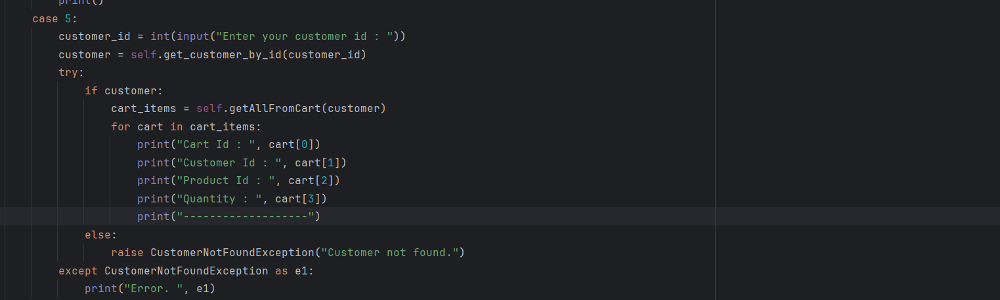 print()
case 5:
customer_id = int(input("Enter your customer id : "))
customer = self.get_customer_by_id(customer_id)
try:
if customer:
cart_items = self.getAllFromCart(customer)
for cart in cart_items:
print("Cart Id : ", cart[0])
print("Customer Id : ", cart[1])
print("Product Id : ", cart[2])
print("Quantity : ", cart[3])
print("-------------------")
else:
raise CustomerNotFoundException("Customer not found.")
except CustomerNotFoundException as e1:
print("Error. ", e1)